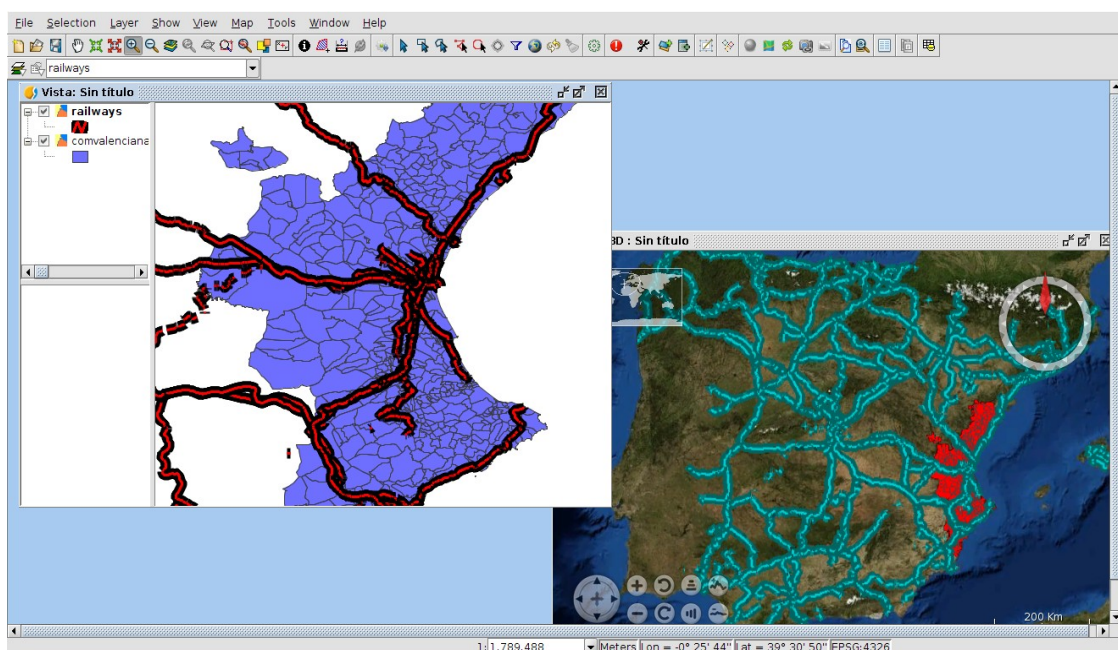 File Selection Layer Show View Map Tools Window Help
railways
Vista: Sin título
railways
comvalenciana
3D : Sin título
200 Km
1: 1.789.488 Meters Lon = -0° 25' 44" Lat = 39° 30' 50" EPSG:4326